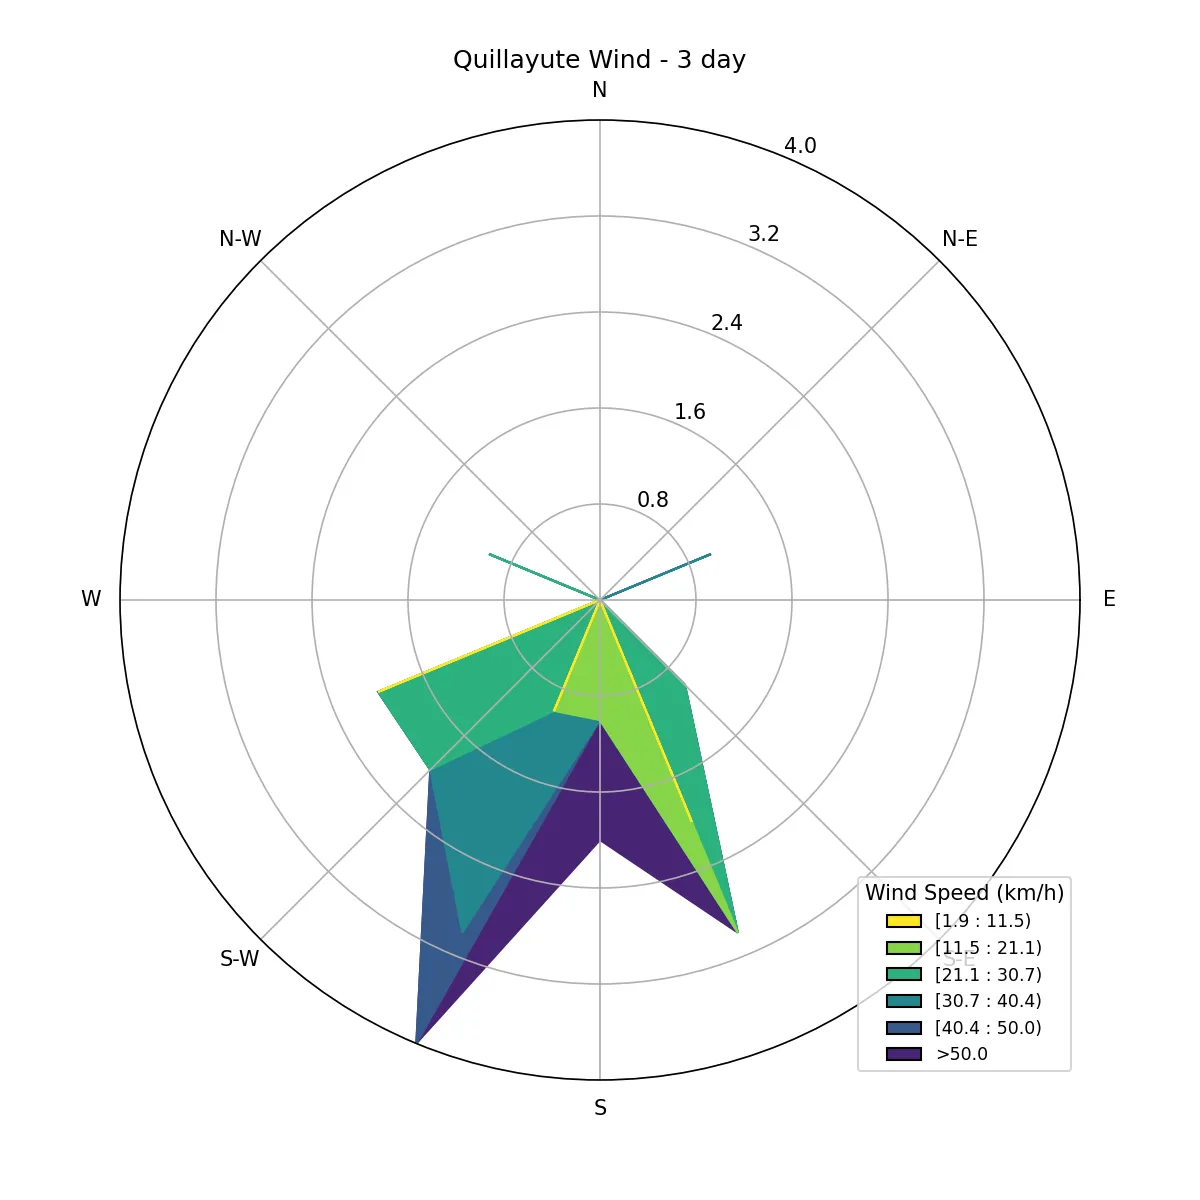 Quillayute Wind - 3 day
N
4.0
N-W
3.2
N-E
2.4
1.6
0.8
W
E
S-W
S-E
Wind Speed (km/h)
[1.9 : 11.5)
[11.5 : 21.1)
[21.1 : 30.7)
[30.7 : 40.4)
[40.4 : 50.0)
>50.0
S